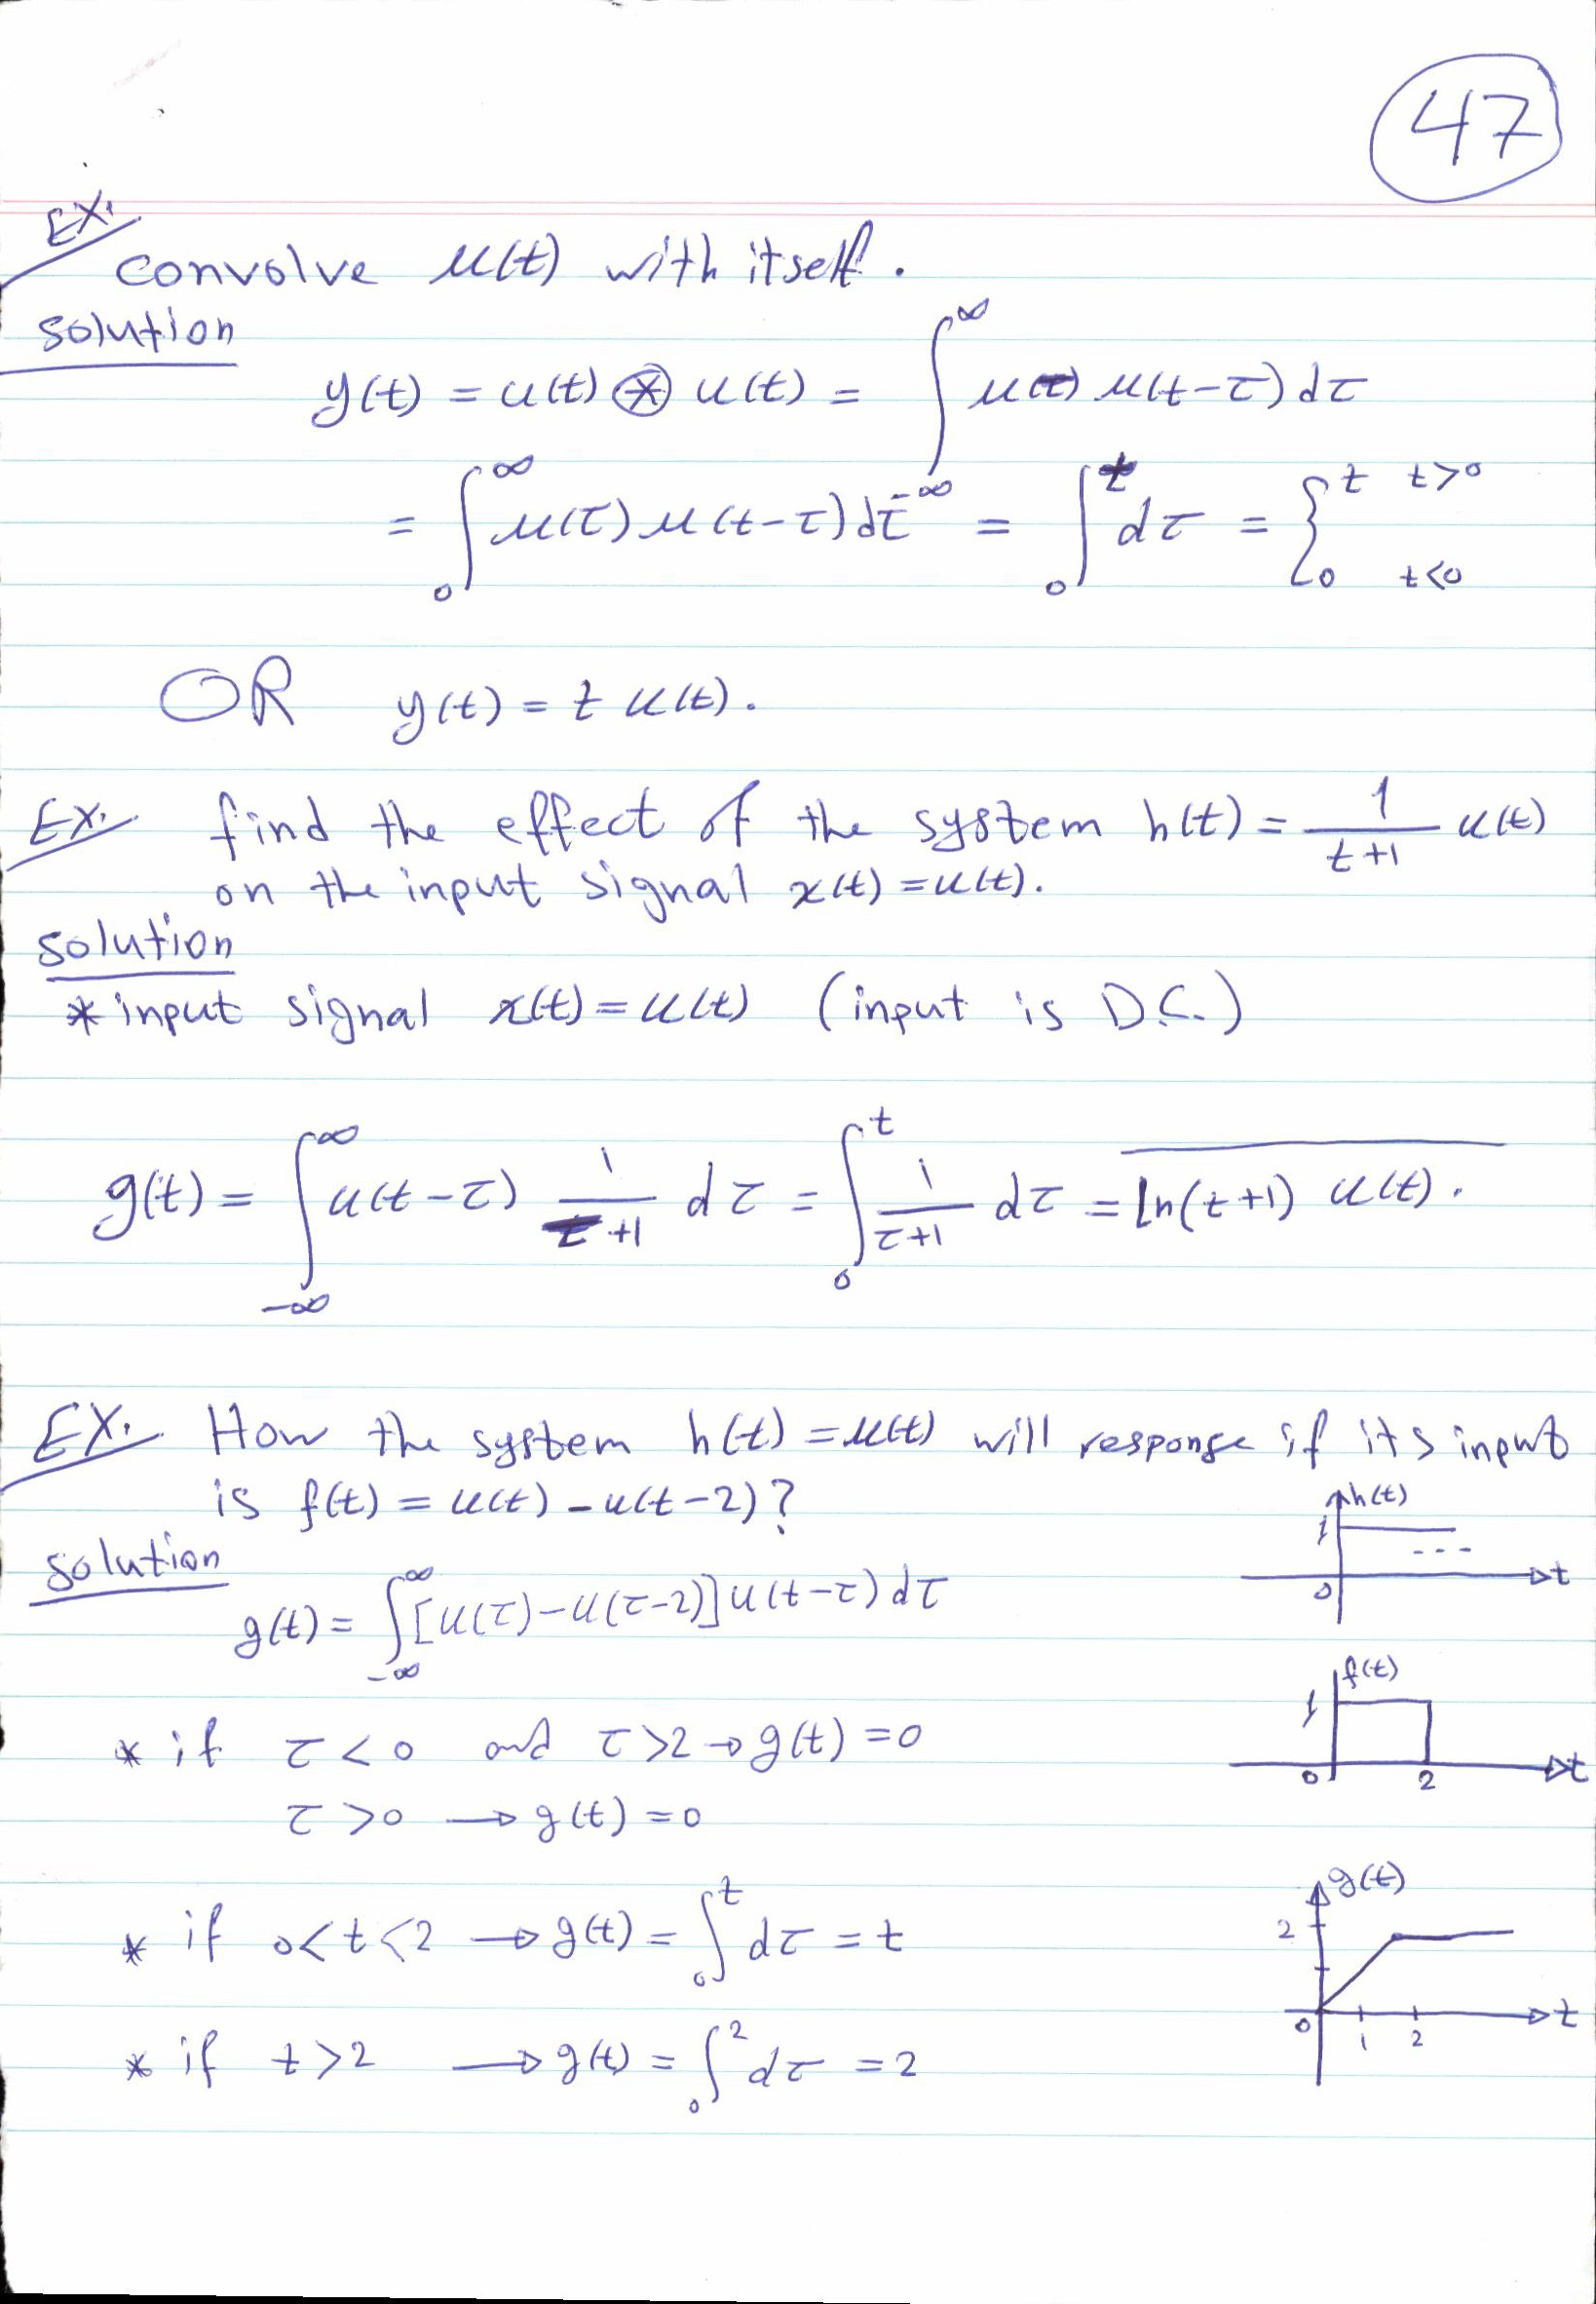 47
EX.
convolve u(t) with itself.
solution
y(t) = u(t) ⊛ u(t) = ∫_{-∞}^{∞} u(τ) u(t-τ) dτ
= ∫_0^∞ u(τ) u(t-τ) dτ = ∫_0^t dτ = { t t>0
0 t<0
OR y(t) = t u(t).
EX. find the effect of the system h(t) = 1/(t+1) u(t)
on the input signal x(t) = u(t).
solution
* input signal x(t) = u(t) (input is D.C.)
g(t) = ∫_{-∞}^{∞} u(t-τ) 1/(τ+1) dτ = ∫_0^t 1/(τ+1) dτ = ln(t+1) u(t).
EX. How the system h(t) = u(t) will response if its input
is f(t) = u(t) - u(t-2)?
h(t)
1
0
t
solution
g(t) = ∫_{-∞}^{∞} [u(τ) - u(τ-2)] u(t-τ) dτ
f(t)
1
0 2
t
* if τ < 0 and τ > 2 → g(t) = 0
τ > 0 → g(t) = 0
* if 0 < t < 2 → g(t) = ∫_0^t dτ = t
g(t)
2
0 1 2
t
* if t > 2 → g(t) = ∫_0^2 dτ = 2